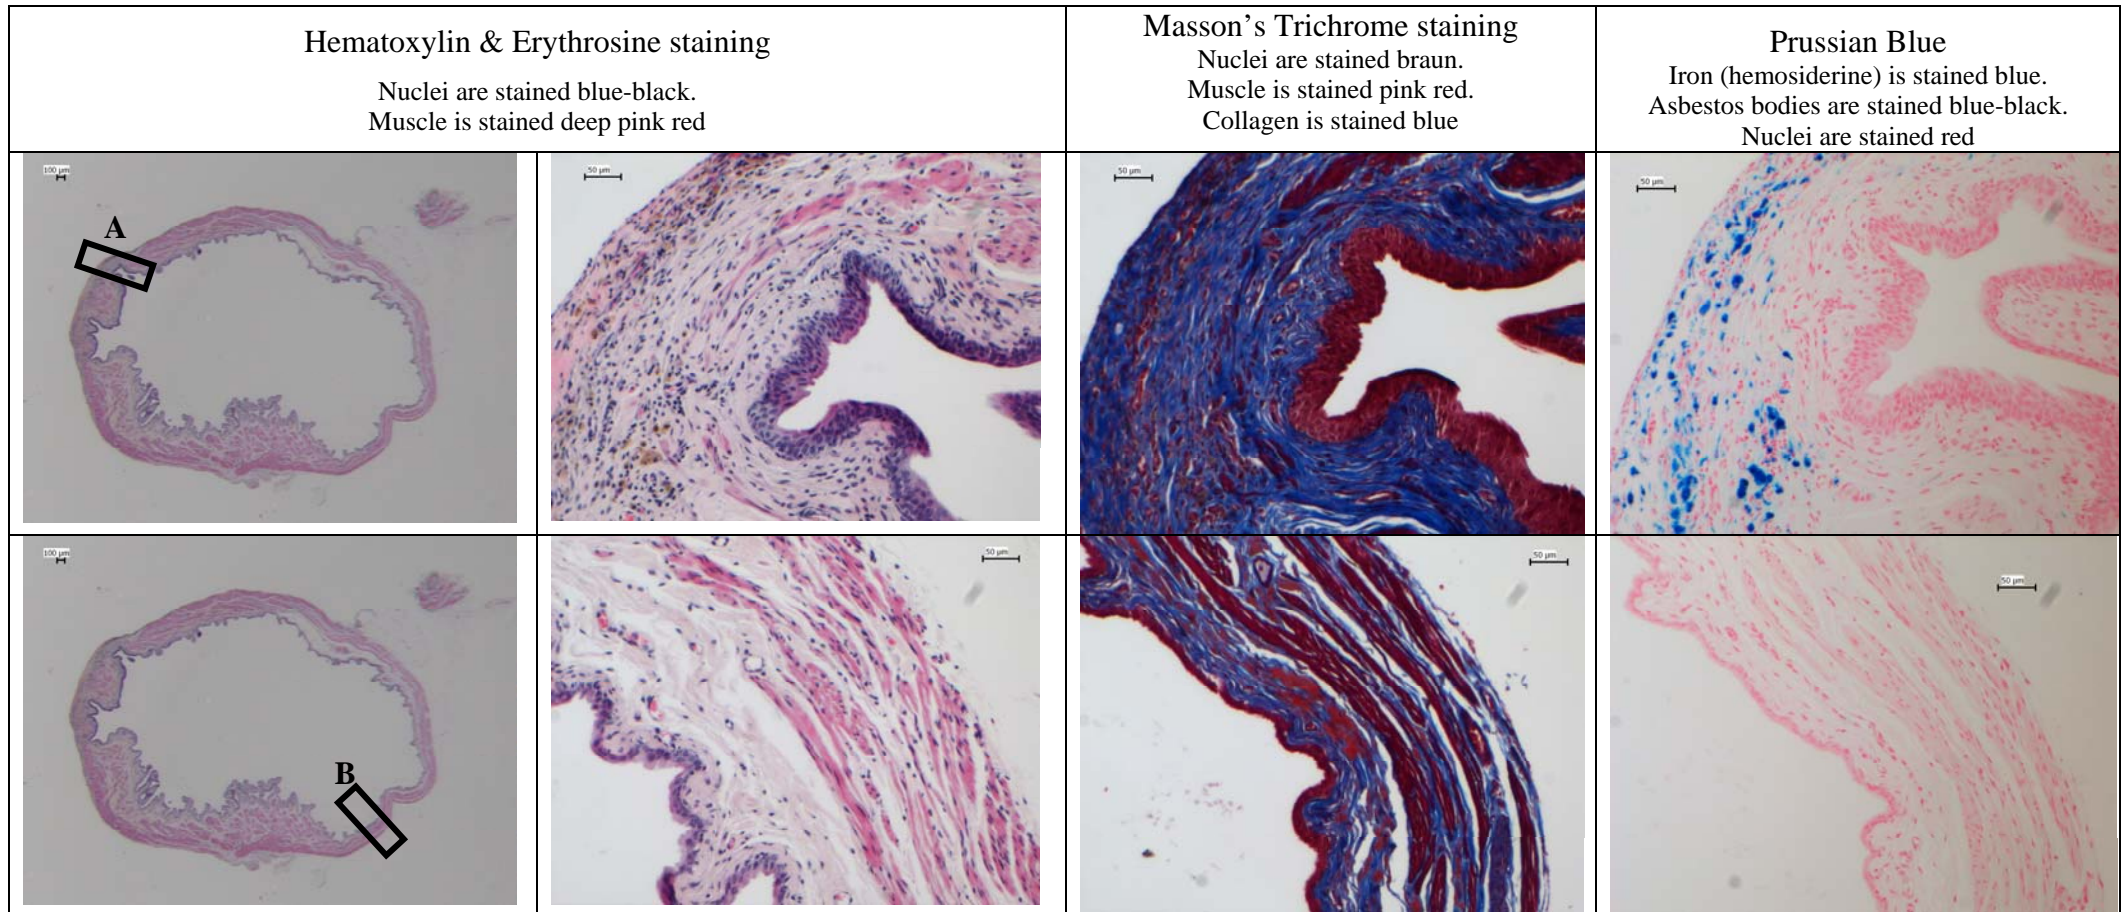 Hematoxylin & Erythrosine staining
Nuclei are stained blue-black.
Muscle is stained deep pink red
Masson's Trichrome staining
Nuclei are stained braun.
Muscle is stained pink red.
Collagen is stained blue
Prussian Blue
Iron (hemosiderine) is stained blue.
Asbestos bodies are stained blue-black.
Nuclei are stained red
100 µm
A
50 µm
50 µm
50 µm
100 µm
B
50 µm
50 µm
50 µm